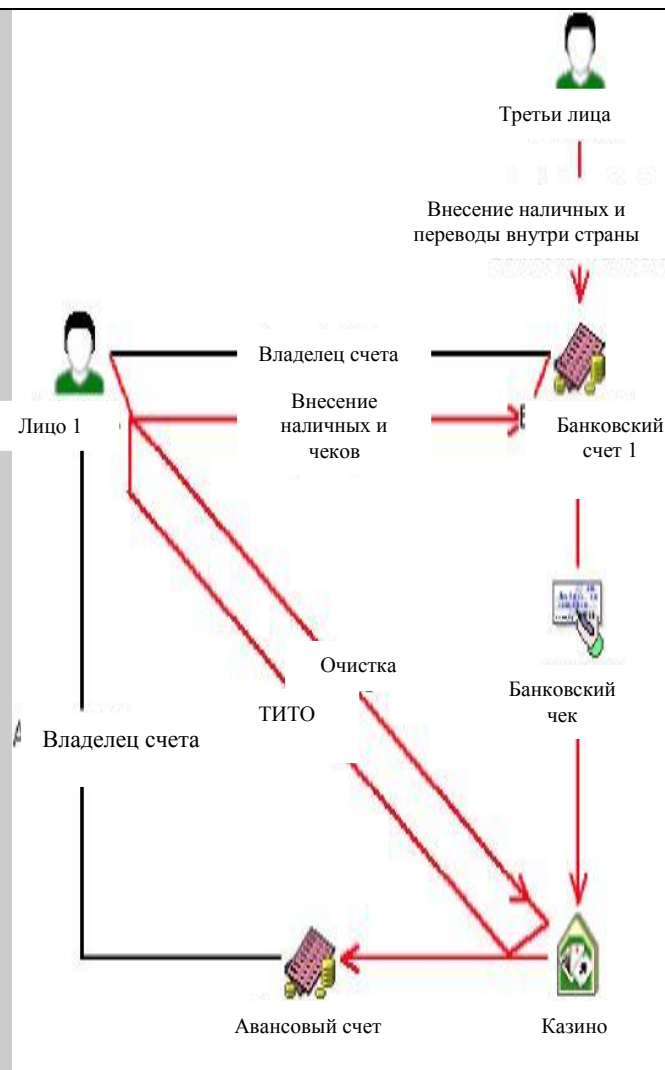 Третьи лица
Внесение наличных и
переводы внутри страны
Владелец счета
Лицо 1
Внесение
наличных и
чеков
Банковский
счет 1
Очистка
ТИТО
Банковский
чек
Владелец счета
Авансовый счет
Казино